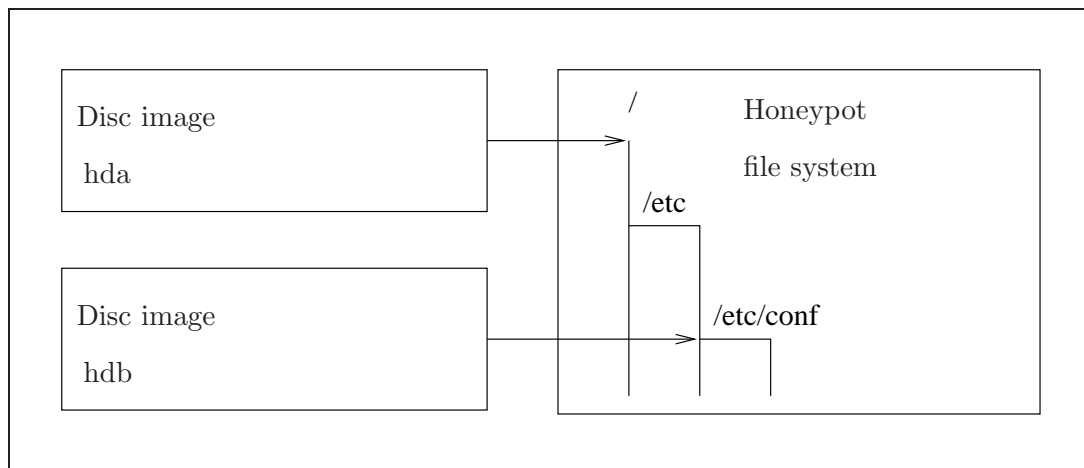 Disc image
hda
Disc image
hdb
/
Honeypot
file system
/etc
/etc/conf